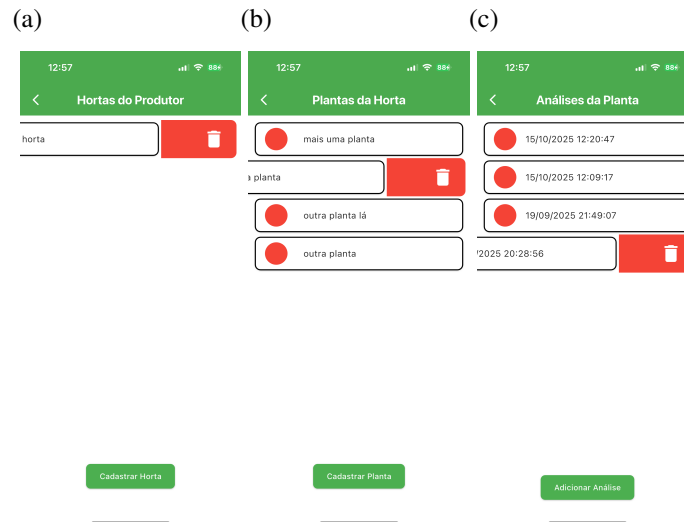 (a)
12:57
88
Hortas do Produtor
horta
Cadastrar Horta
(b)
12:57
88
Plantas da Horta
mais uma planta
a planta
outra planta lá
outra planta
Cadastrar Planta
(c)
12:57
88
Análises da Planta
15/10/2025 12:20:47
15/10/2025 12:09:17
19/09/2025 21:49:07
/2025 20:28:56
Adicionar Análise